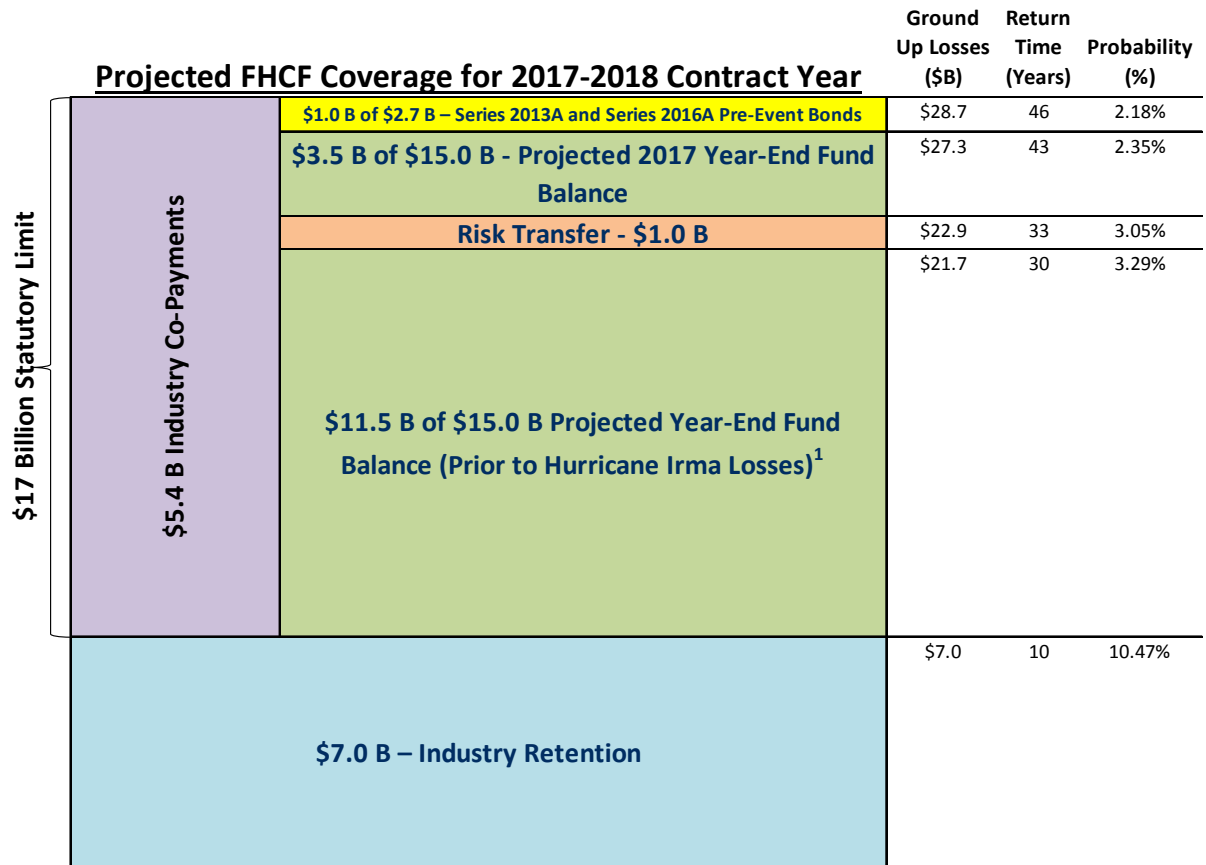 Ground Return
Up Losses Time Probability
Projected FHCF Coverage for 2017-2018 Contract Year ($B) (Years) (%)
$1.0 B of $2.7 B – Series 2013A and Series 2016A Pre-Event Bonds $28.7 46 2.18%
$3.5 B of $15.0 B - Projected 2017 Year-End Fund $27.3 43 2.35%
Balance
Risk Transfer - $1.0 B $22.9 33 3.05%
$21.7 30 3.29%
$17 Billion Statutory Limit
$5.4 B Industry Co-Payments
$11.5 B of $15.0 B Projected Year-End Fund
Balance (Prior to Hurricane Irma Losses)1
$7.0 10 10.47%
$7.0 B – Industry Retention